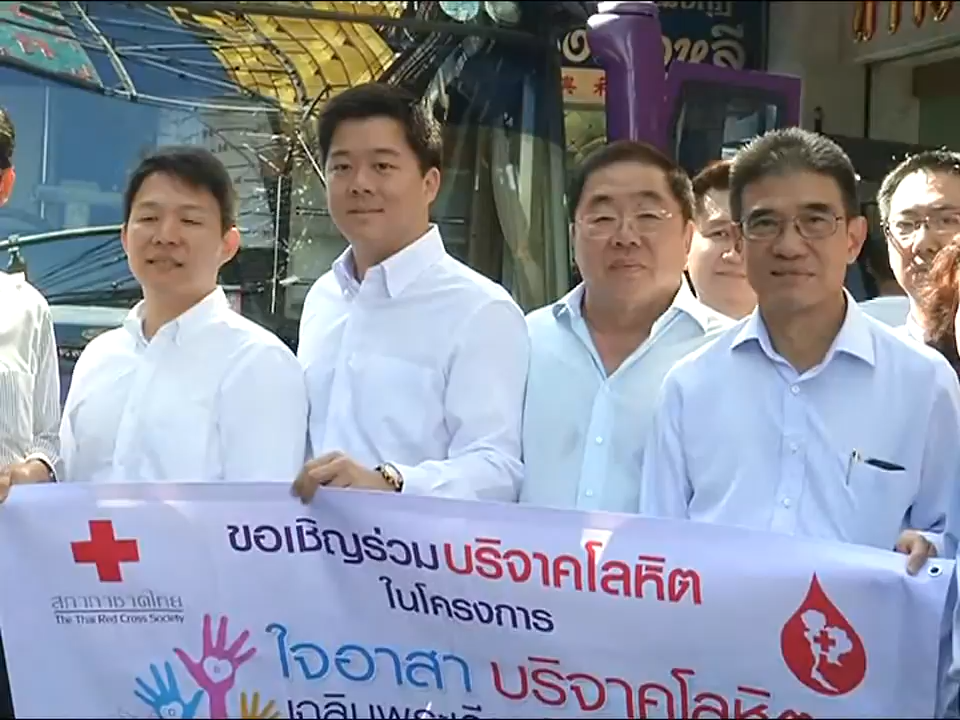 ขอเชิญร่วมบริจาคโลหิต
ในโครงการ
สภากาชาดไทย
The Thai Red Cross Society
ใจอาสา บริจาคโลหิต